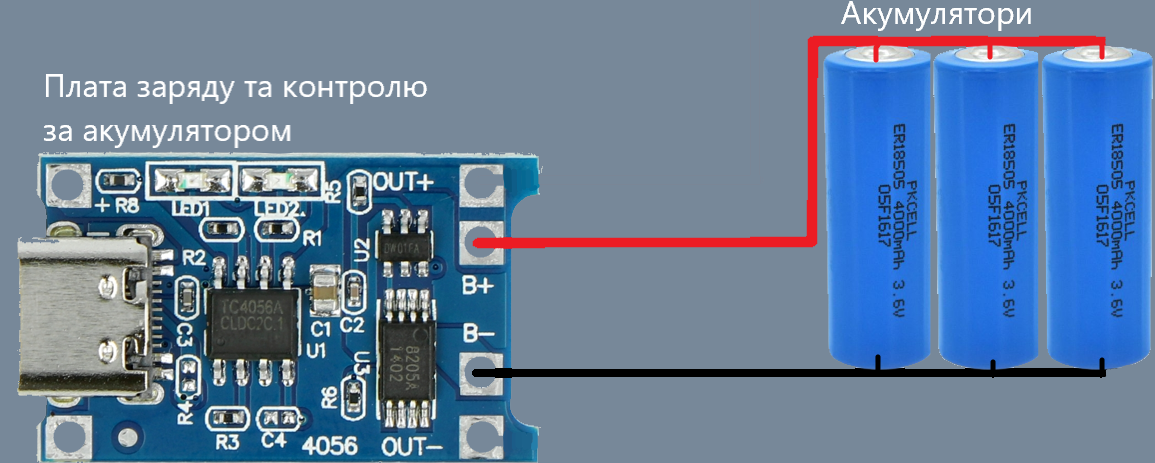 Акумулятори
Плата заряду та контролю
за акумулятором
OUT+
R5
+ R8
LED1
LED2
R1
R2
U2
DW01FA
B+
TC4056A
CLDC2C.1
U1
C1
C2
C3
B-
U3
8205A
1402
R4
R6
R3
C4
4056
OUT-
ER18505 4000mAh 3.6V
PKCELL
05F1617
ER18505 4000mAh 3.6V
PKCELL
05F1617
ER18505 4000mAh 3.6V
PKCELL
05F1617